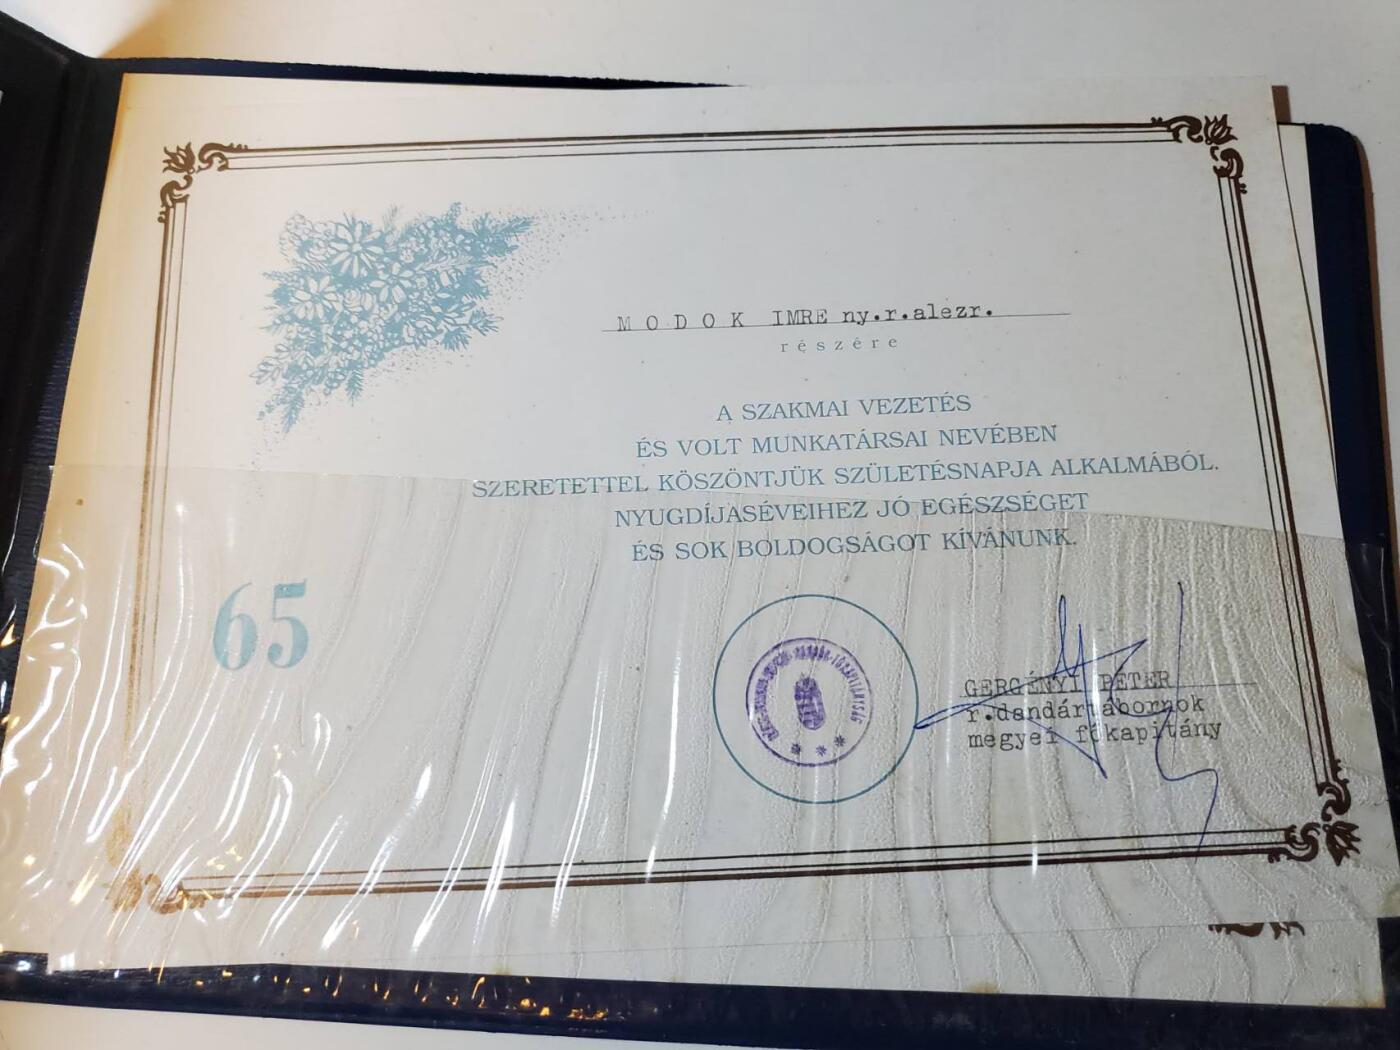 MODOK IMRE ny.r.alezr.
részére
A SZAKMAI VEZETÉS
ÉS VOLT MUNKATÁRSAI NEVÉBEN
SZERETETTEL KÖSZÖNTJÜK SZÜLETÉSNAPJA ALKALMÁBÓL.
NYUGDÍJASÉVEIHEZ JÓ EGÉSZSÉGET
ÉS SOK BOLDOGSÁGOT KÍVÁNUNK.
65
GERGÉNYI PÉTER
r.dandártábornok
megyei főkapitány